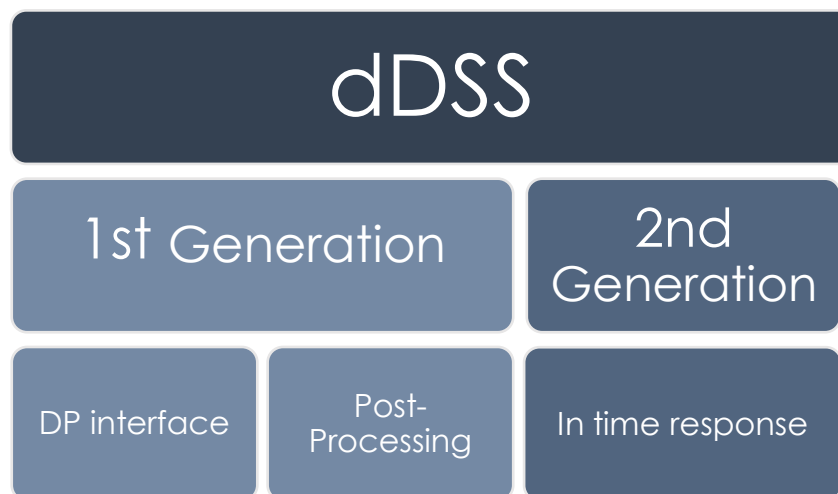 dDSS
1st Generation
2nd
Generation
DP interface
Post-
Processing
In time response